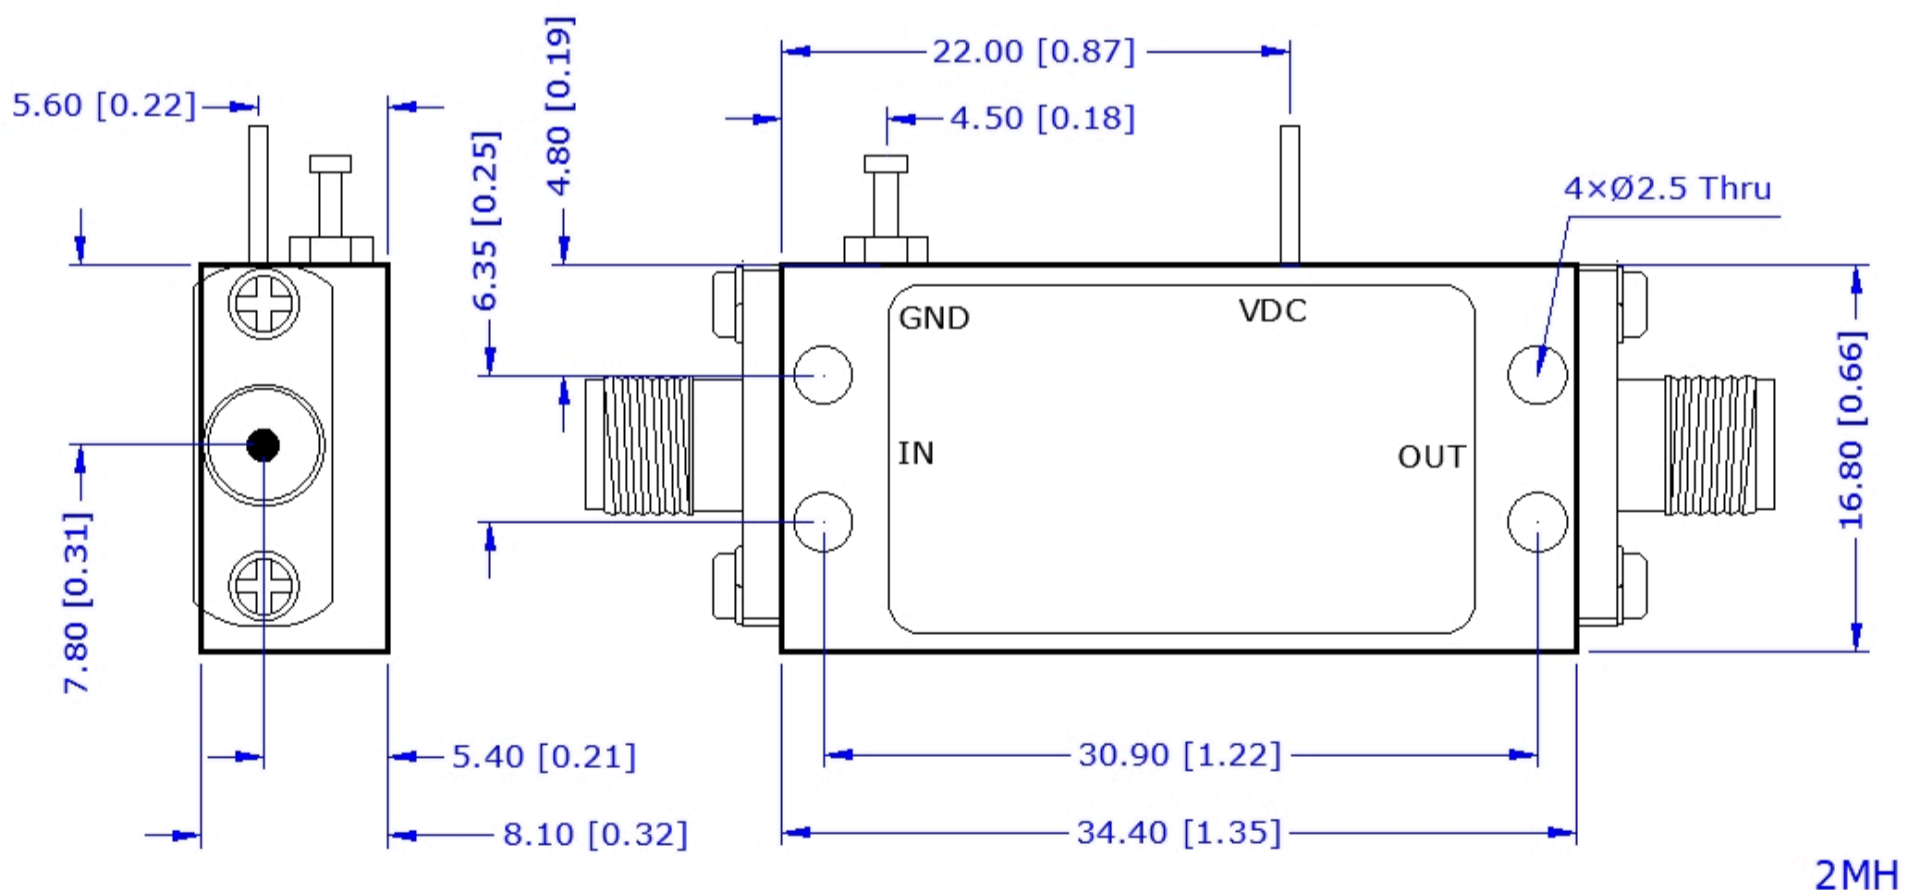 22.00 [0.87]
5.60 [0.22]
4.80 [0.19]
4.50 [0.18]
6.35 [0.25]
4×Ø2.5 Thru
GND
VDC
IN
OUT
16.80 [0.66]
7.80 [0.31]
5.40 [0.21]
30.90 [1.22]
8.10 [0.32]
34.40 [1.35]
2MH